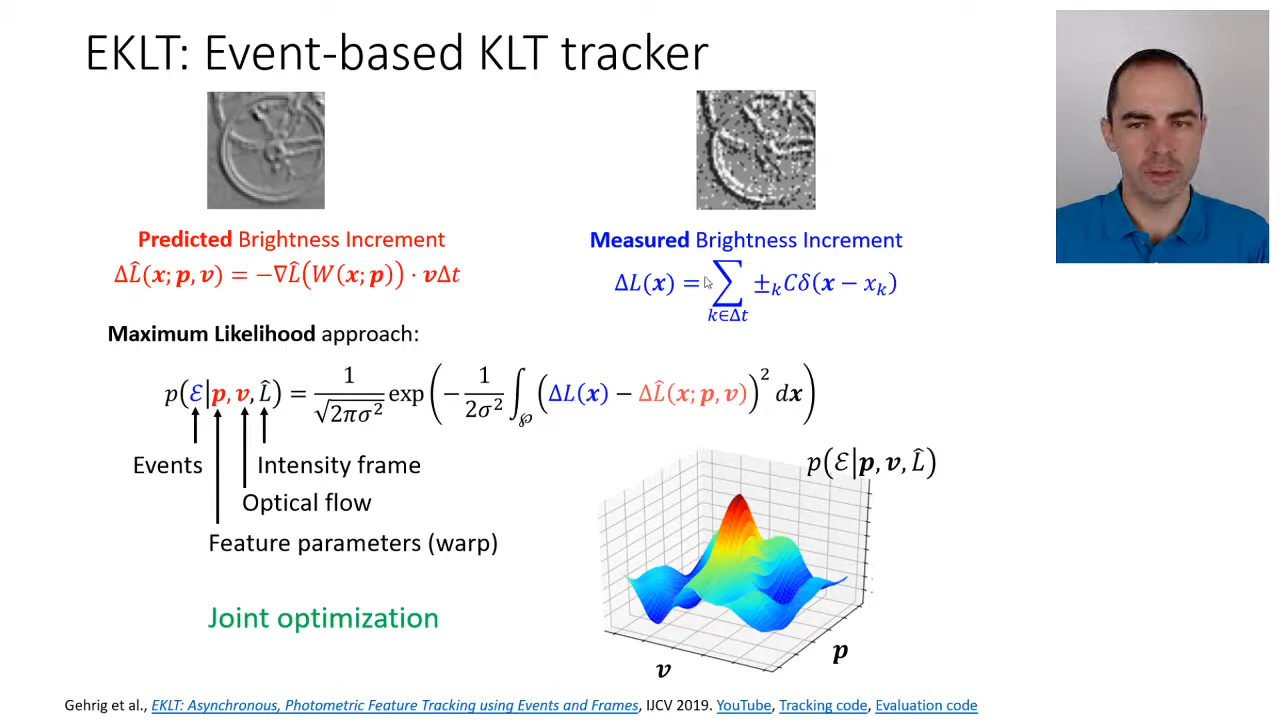 EKLT: Event-based KLT tracker
Predicted Brightness Increment
ΔL̂(x; p, v) = −∇L̂(W(x; p)) · vΔt
Measured Brightness Increment
ΔL(x) = ∑_{k∈Δt} ±ₖCδ(x − xₖ)
Maximum Likelihood approach:
p(ℰ|p, v, L̂) = 1/√(2πσ²) exp(−1/(2σ²) ∫_℘ (ΔL(x) − ΔL̂(x; p, v))² dx)
Events
Intensity frame
Optical flow
Feature parameters (warp)
Joint optimization
p(ℰ|p, v, L̂)
v
p
Gehrig et al., EKLT: Asynchronous, Photometric Feature Tracking using Events and Frames, IJCV 2019. YouTube, Tracking code, Evaluation code